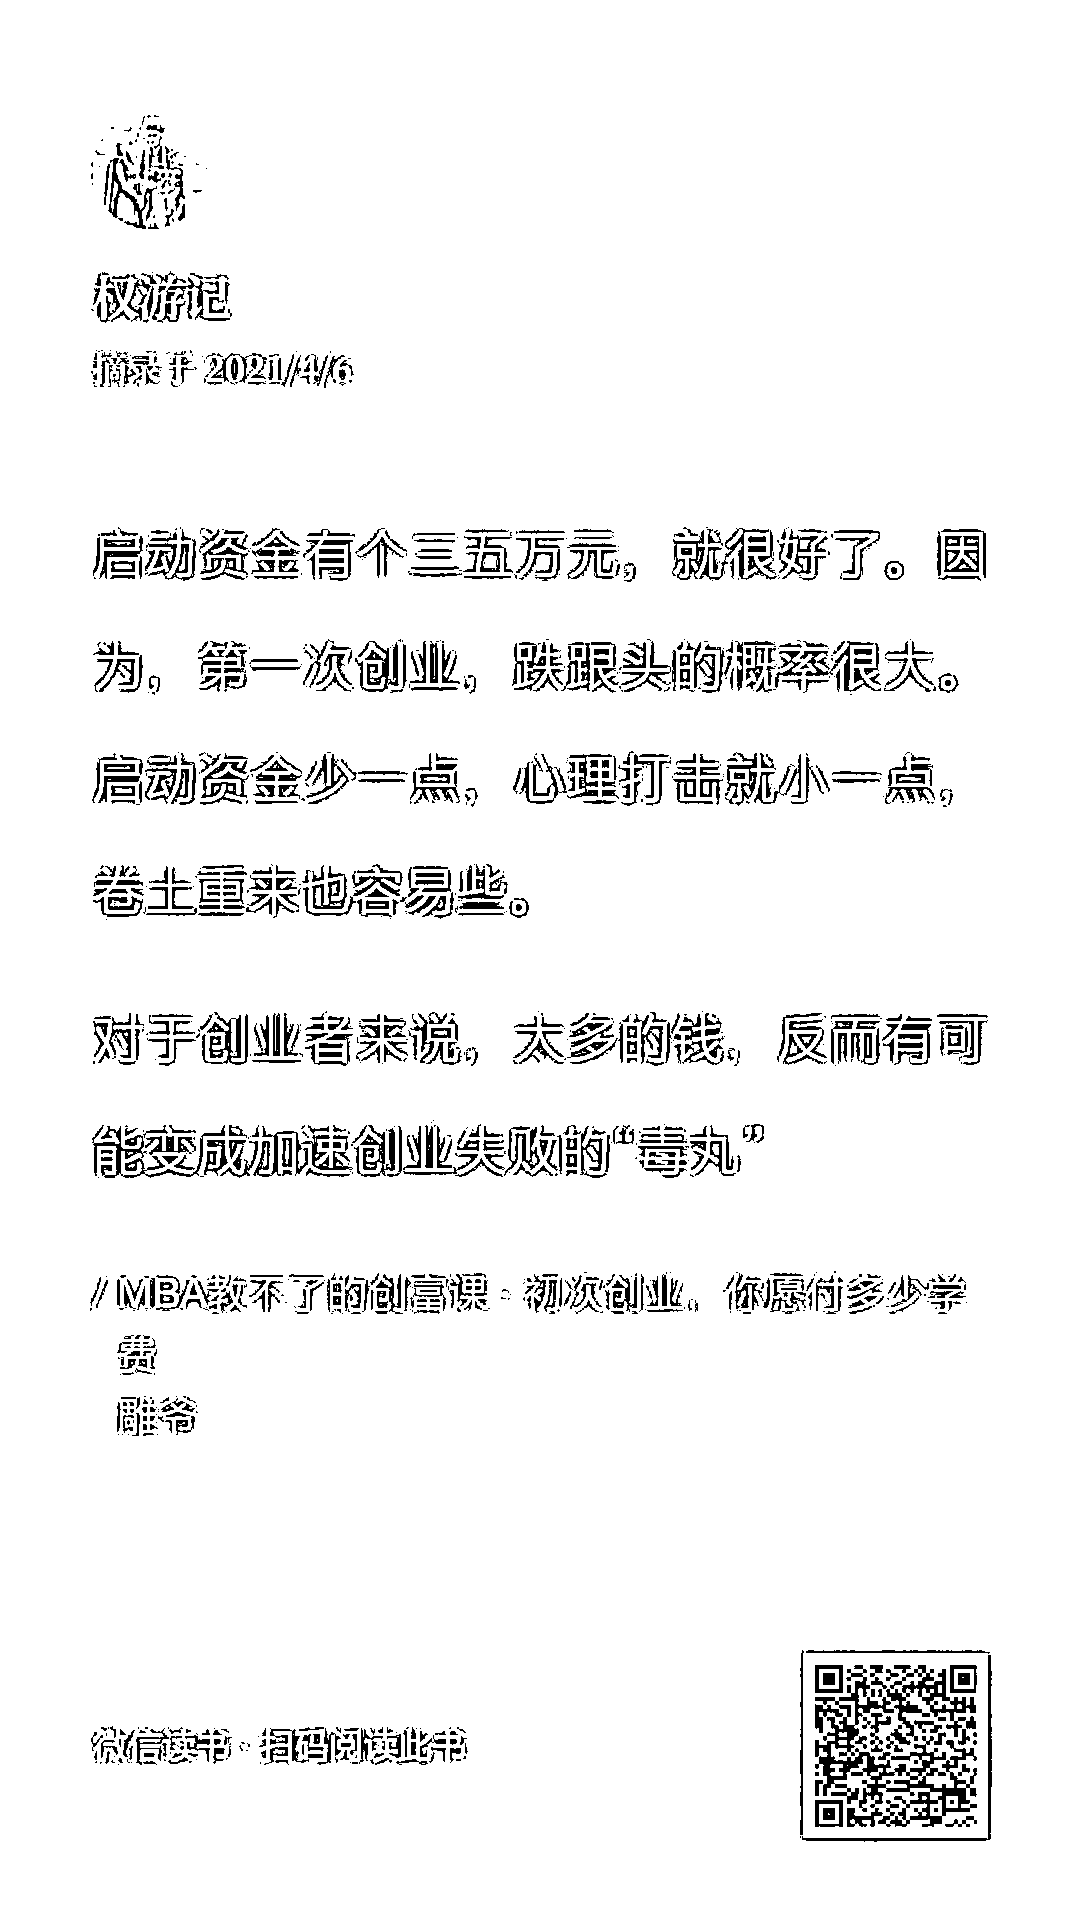 权游记
摘录于 2021/4/6
启动资金有个三五万元，就很好了。因
为，第一次创业，跌跟头的概率很大。
启动资金少一点，心理打击就小一点，
卷土重来也容易些。
对于创业者来说，太多的钱，反而有可
能变成加速创业失败的“毒丸”
/ MBA教不了的创富课·初次创业，你愿付多少学
费
雕爷
微信读书·扫码阅读此书